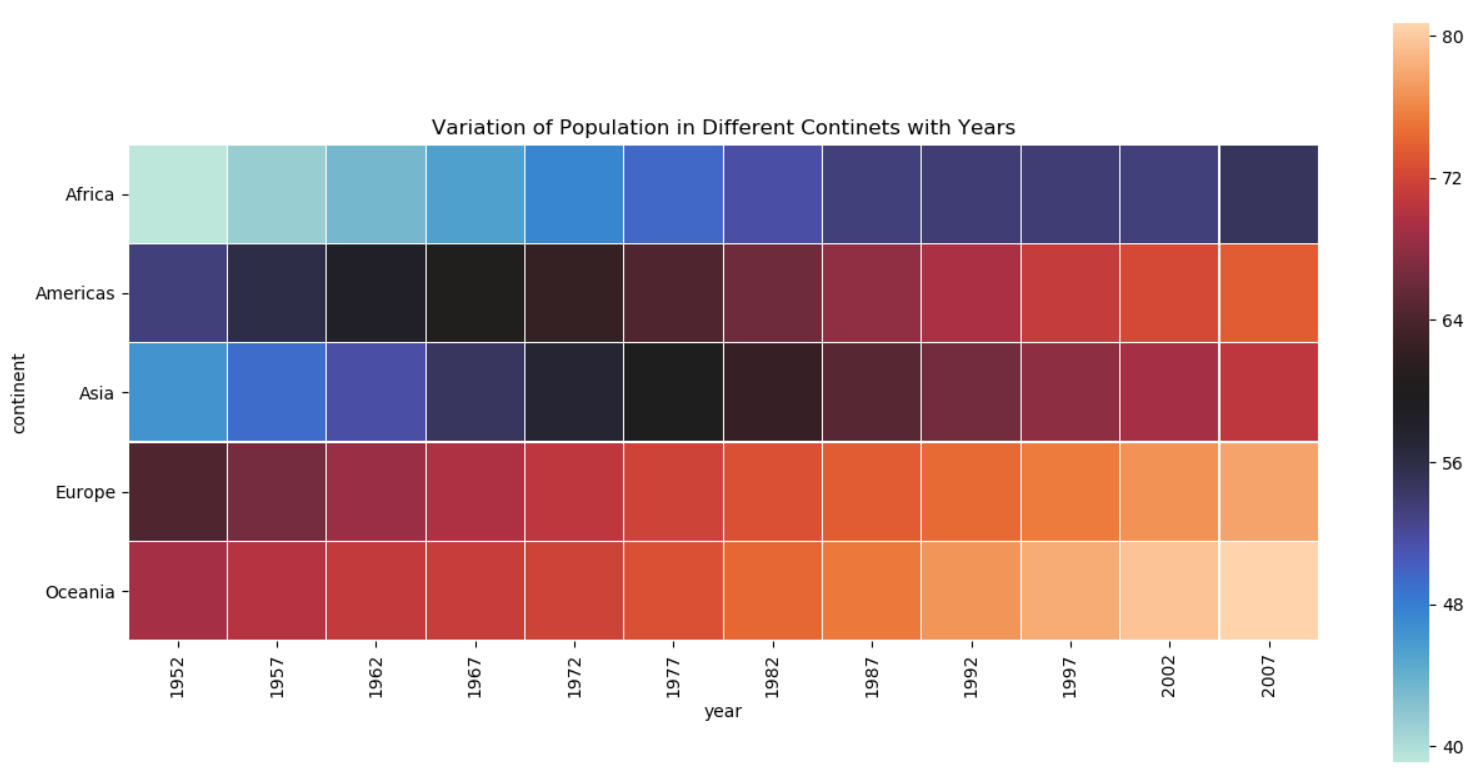 Variation of Population in Different Continets with Years
Africa
Americas
Asia
Europe
Oceania
continent
1952
1957
1962
1967
1972
1977
1982
1987
1992
1997
2002
2007
year
80
72
64
56
48
40